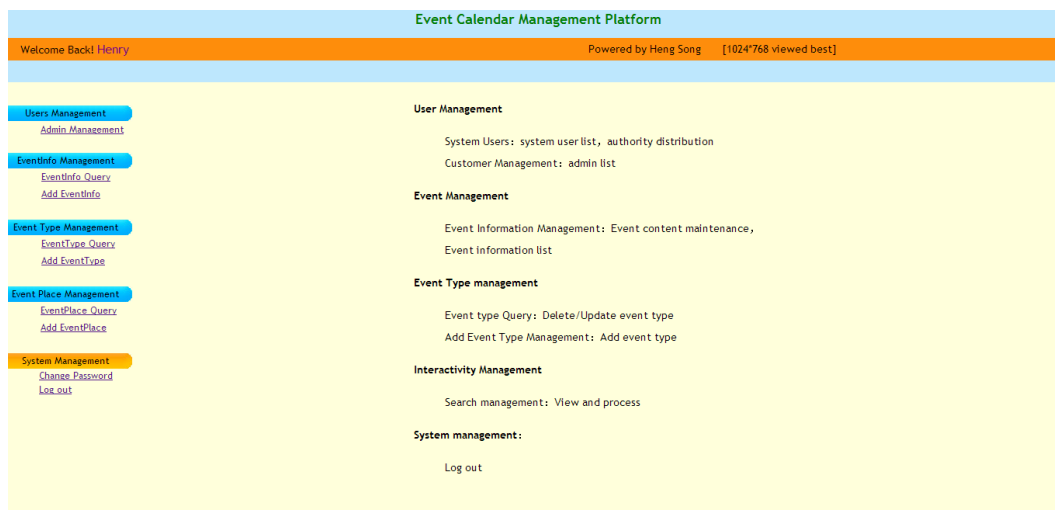 Event Calendar Management Platform
Welcome Back! Henry
Powered by Heng Song [1024*768 viewed best]
Users Management
Admin Management
EventInfo Management
EventInfo Query
Add EventInfo
Event Type Management
EventType Query
Add EventType
Event Place Management
EventPlace Query
Add EventPlace
System Management
Change Password
Log out
User Management
System Users: system user list, authority distribution
Customer Management: admin list
Event Management
Event Information Management: Event content maintenance,
Event information list
Event Type management
Event type Query: Delete/Update event type
Add Event Type Management: Add event type
Interactivity Management
Search management: View and process
System management:
Log out